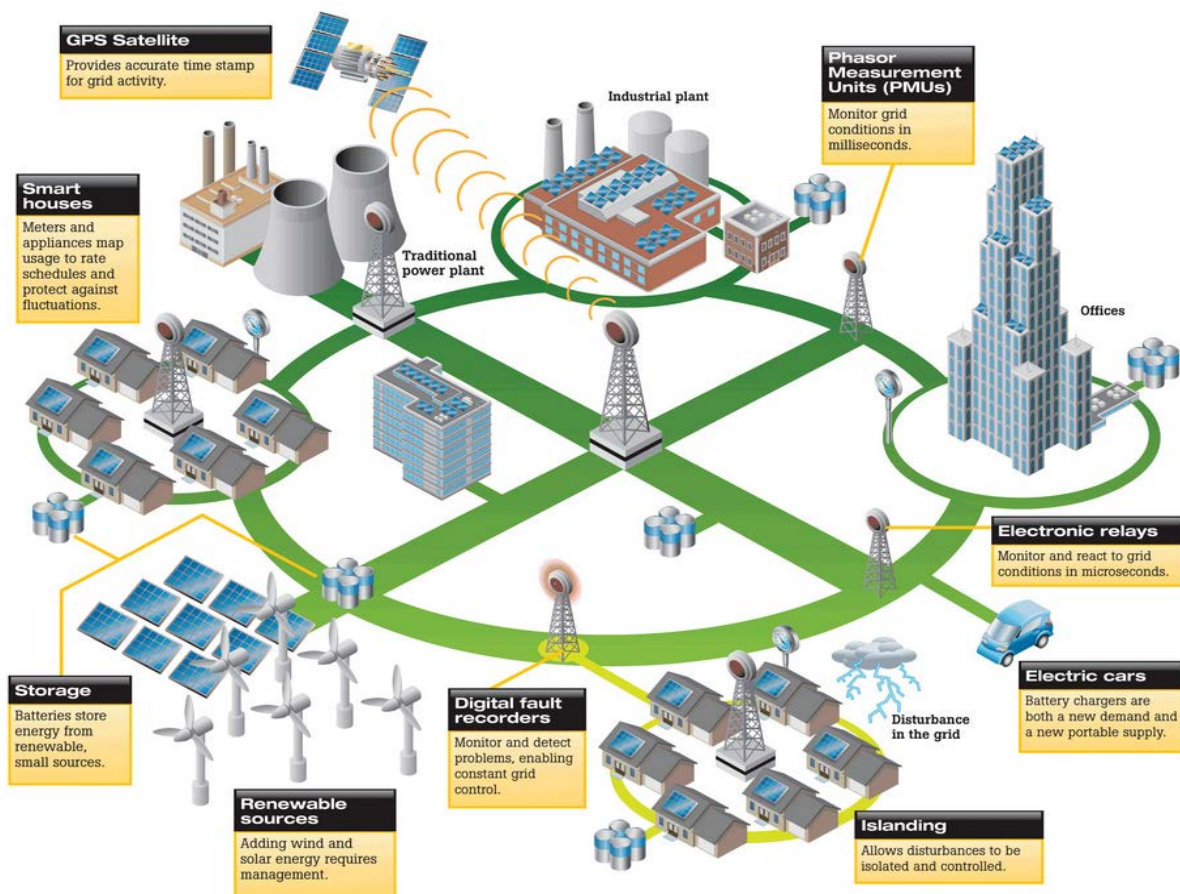 GPS Satellite
Provides accurate time stamp
for grid activity.
Industrial plant
Phasor
Measurement
Units (PMUs)
Monitor grid
conditions in
milliseconds.
Smart
houses
Meters and
appliances map
usage to rate
schedules and
protect against
fluctuations.
Traditional
power plant
Offices
Electronic relays
Monitor and react to grid
conditions in microseconds.
Storage
Batteries store
energy from
renewable,
small sources.
Digital fault
recorders
Monitor and detect
problems, enabling
constant grid
control.
Disturbance
in the grid
Electric cars
Battery chargers are
both a new demand and
a new portable supply.
Renewable
sources
Adding wind and
solar energy requires
management.
Islanding
Allows disturbances to be
isolated and controlled.